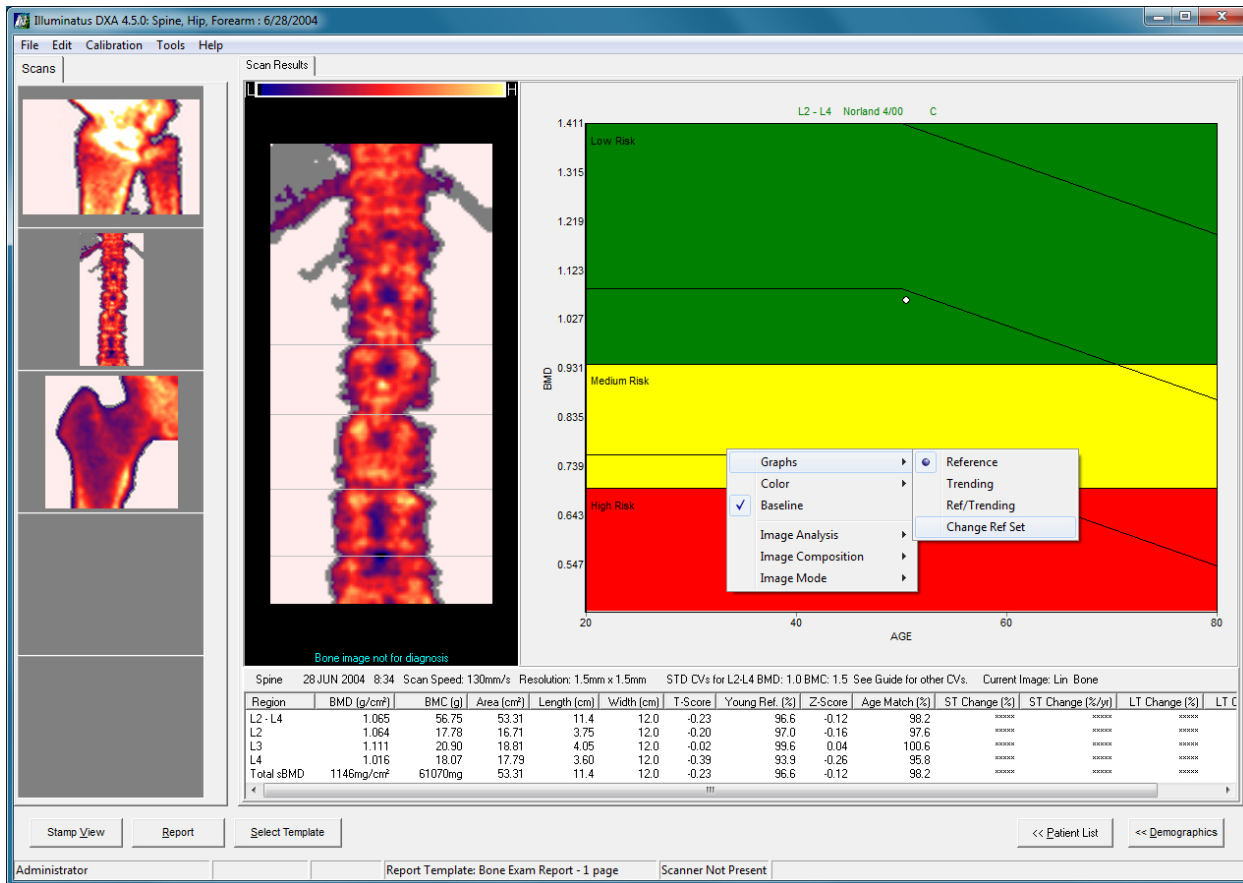 Illuminatus DXA 4.5.0: Spine, Hip, Forearm : 6/28/2004
File Edit Calibration Tools Help
Scans
Scan Results
L H
Bone image not for diagnosis
L2 - L4 Norland 4/00 C
1.411
1.315
1.219
1.123
1.027
0.931
0.835
0.739
0.643
0.547
BMD
Low Risk
Medium Risk
High Risk
20 40 60 80
AGE
Graphs
Color
Baseline
Image Analysis
Image Composition
Image Mode
Reference
Trending
Ref/Trending
Change Ref Set
Spine 28 JUN 2004 8:34 Scan Speed: 130mm/s Resolution: 1.5mm x 1.5mm STD CVs for L2-L4 BMD: 1.0 BMC: 1.5 See Guide for other CVs. Current Image: Lin Bone
Region BMD (g/cm²) BMC (g) Area (cm²) Length (cm) Width (cm) T-Score Young Ref. (%) Z-Score Age Match (%) ST Change (%) ST Change (%/yr) LT Change (%) LT C
L2 - L4 1.065 56.75 53.31 11.4 12.0 -0.23 96.6 -0.12 98.2 ××××× ××××× ×××××
L2 1.064 17.78 16.71 3.75 12.0 -0.20 97.0 -0.16 97.6 ××××× ××××× ×××××
L3 1.111 20.90 18.81 4.05 12.0 -0.02 99.6 0.04 100.6 ××××× ××××× ×××××
L4 1.016 18.07 17.79 3.60 12.0 -0.39 93.9 -0.26 95.8 ××××× ××××× ×××××
Total sBMD 1146mg/cm² 61070mg 53.31 11.4 12.0 -0.23 96.6 -0.12 98.2 ××××× ××××× ×××××
Stamp View Report Select Template << Patient List << Demographics
Administrator Report Template: Bone Exam Report - 1 page Scanner Not Present